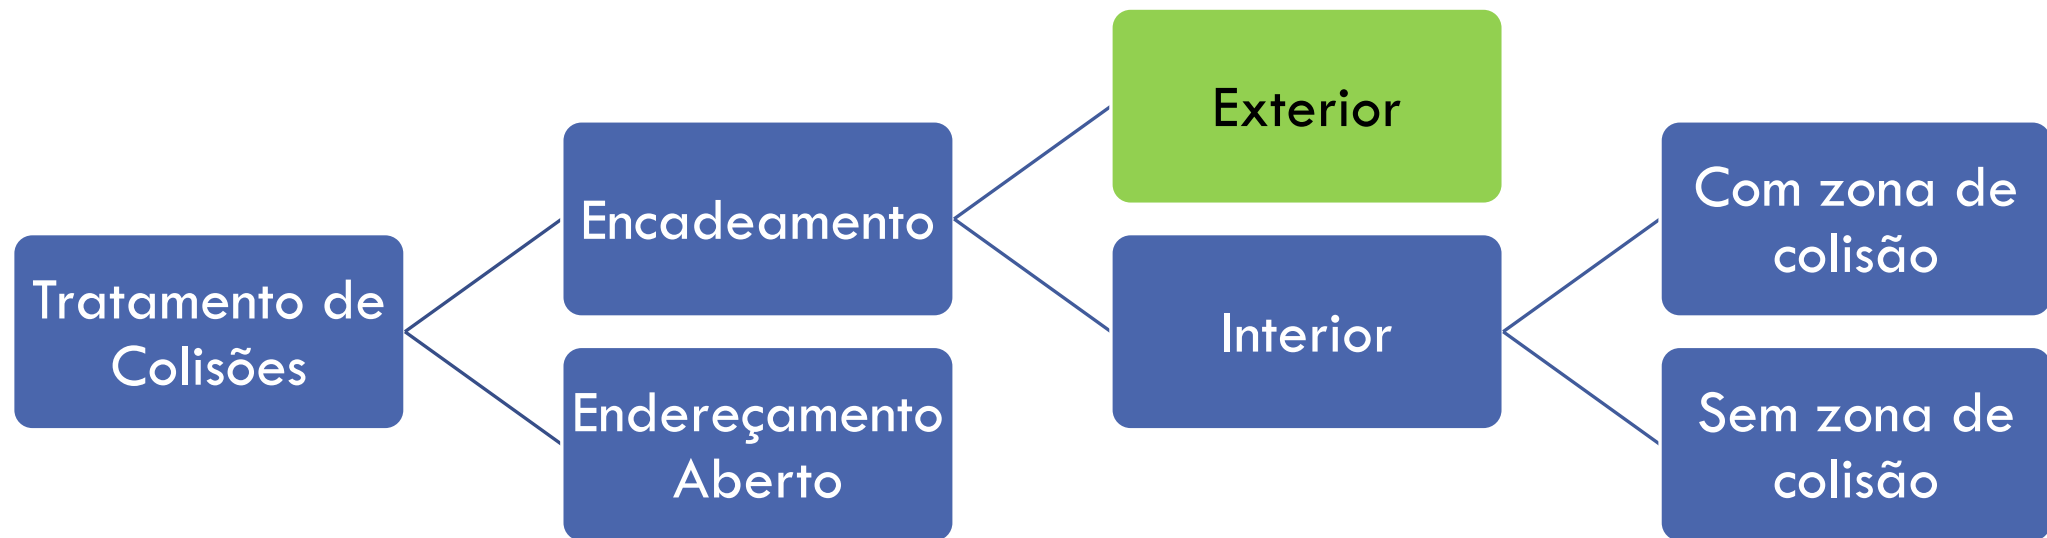 Tratamento de
Colisões
Encadeamento
Endereçamento
Aberto
Exterior
Interior
Com zona de
colisão
Sem zona de
colisão